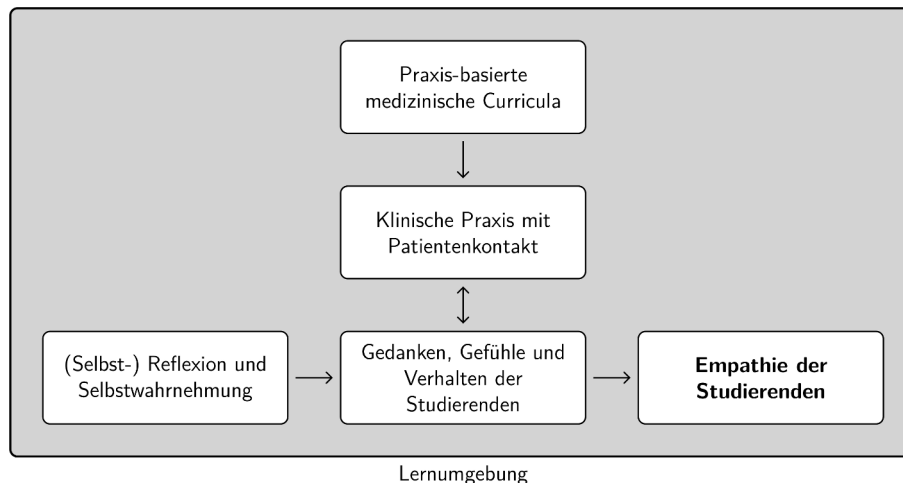 Praxis-basierte
medizinische Curricula
Klinische Praxis mit
Patientenkontakt
(Selbst-) Reflexion und
Selbstwahrnehmung
Gedanken, Gefühle und
Verhalten der
Studierenden
Empathie der
Studierenden
Lernumgebung